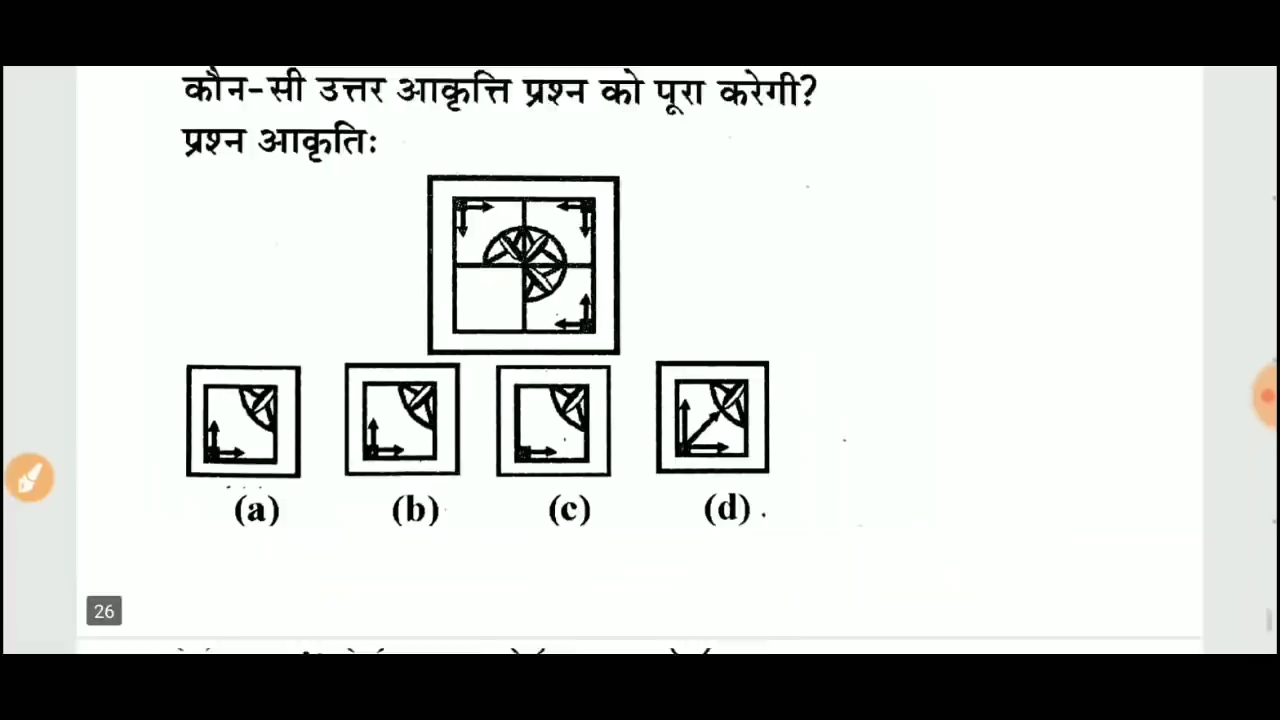 कौन-सी उत्तर आकृत्ति प्रश्न को पूरा करेगी?
प्रश्न आकृतिः
(a) (b) (c) (d)
26